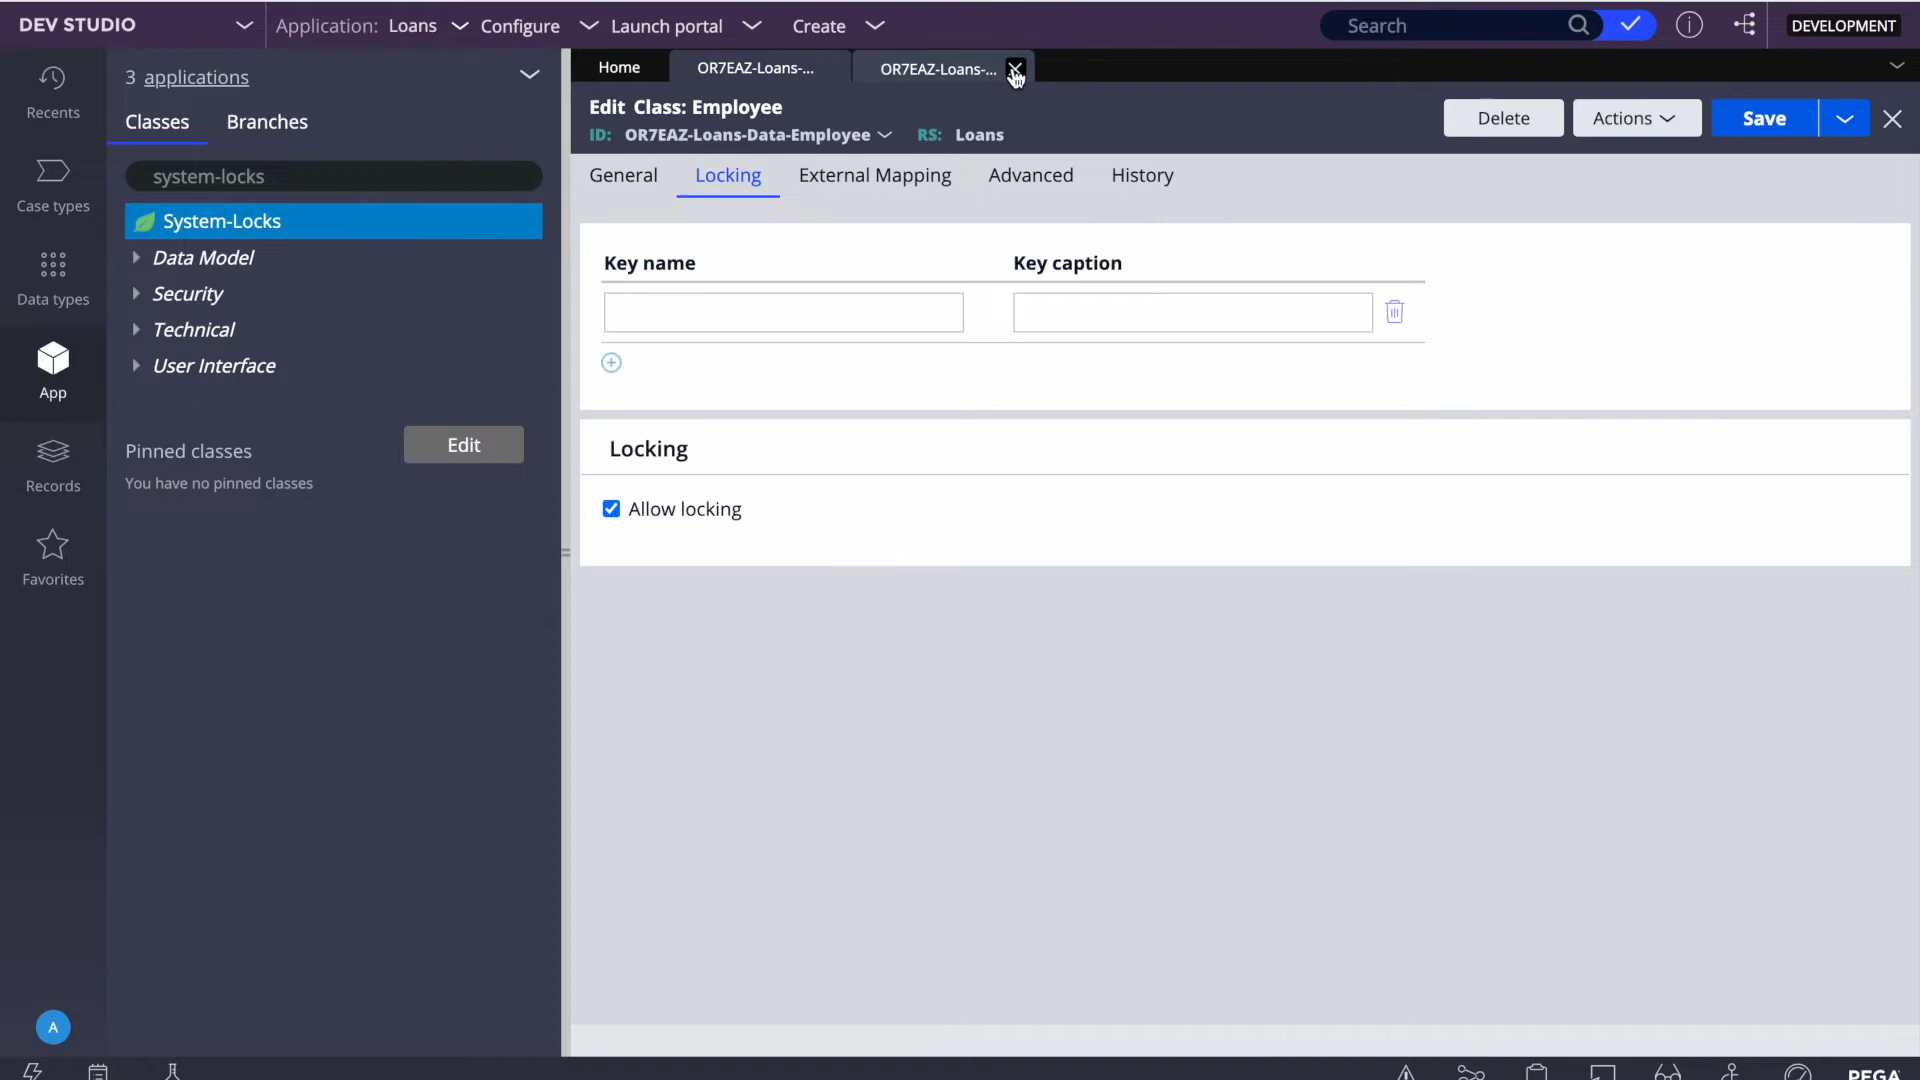 DEV STUDIO
Application: Loans Configure Launch portal Create
Search
DEVELOPMENT
Recents
Case types
Data types
App
Records
Favorites
A
3 applications
Classes Branches
system-locks
System-Locks
Data Model
Security
Technical
User Interface
Pinned classes Edit
You have no pinned classes
Home OR7EAZ-Loans-... OR7EAZ-Loans-...
Edit Class: Employee
ID: OR7EAZ-Loans-Data-Employee RS: Loans
Delete Actions Save
General Locking External Mapping Advanced History
Key name Key caption
Locking
Allow locking
PEGA